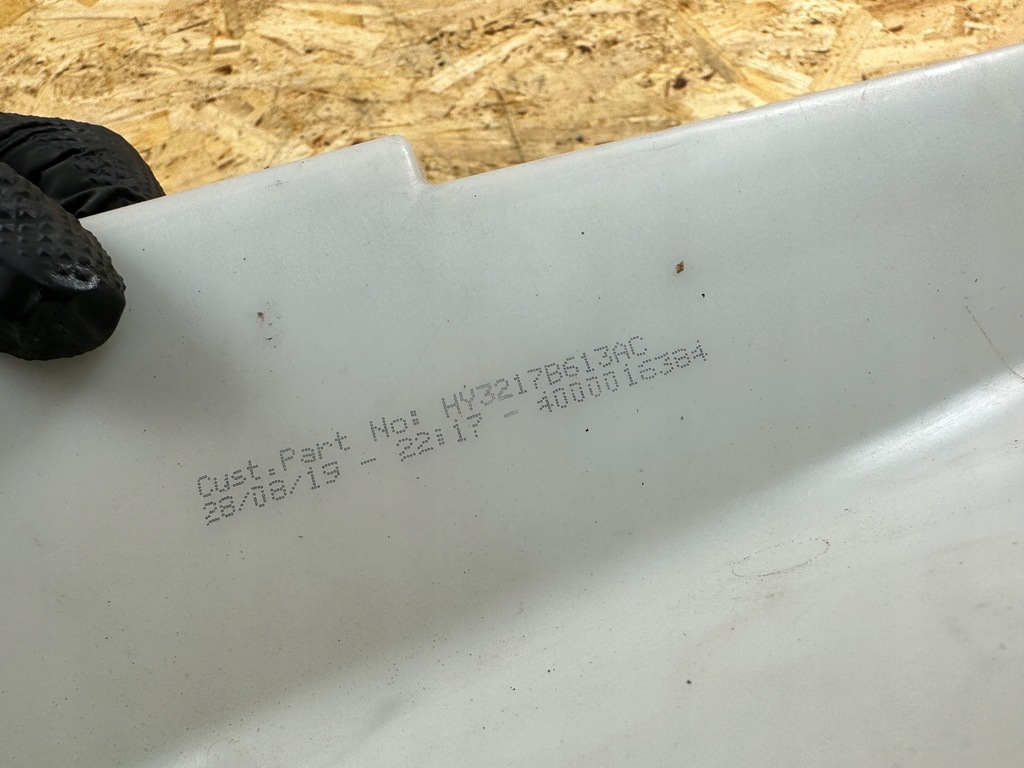 Cust.Part No: HY3217B613AC
28/08/19 - 22:17 - 4000016384